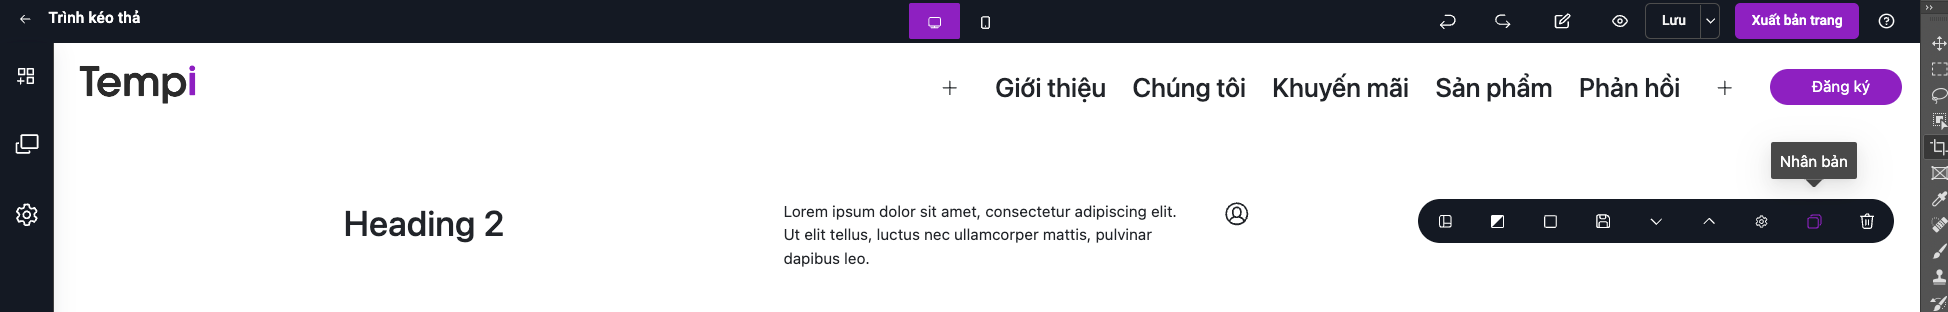 Trình kéo thả
Lưu
Xuất bản trang
Tempi
Giới thiệu
Chúng tôi
Khuyến mãi
Sản phẩm
Phản hồi
Đăng ký
Nhân bản
Heading 2
Lorem ipsum dolor sit amet, consectetur adipiscing elit.
Ut elit tellus, luctus nec ullamcorper mattis, pulvinar
dapibus leo.